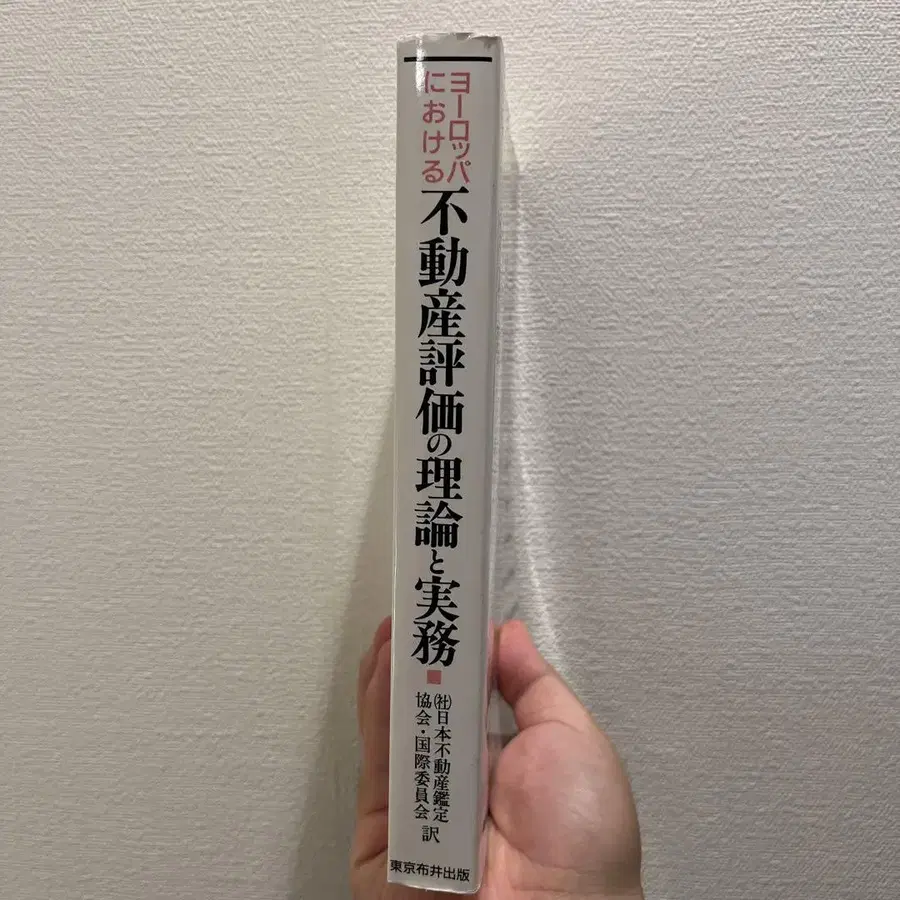 ヨーロッパ
における
不動産評価の理論と実務
(社)日本不動産鑑定
協会・国際委員会 訳
東京布井出版